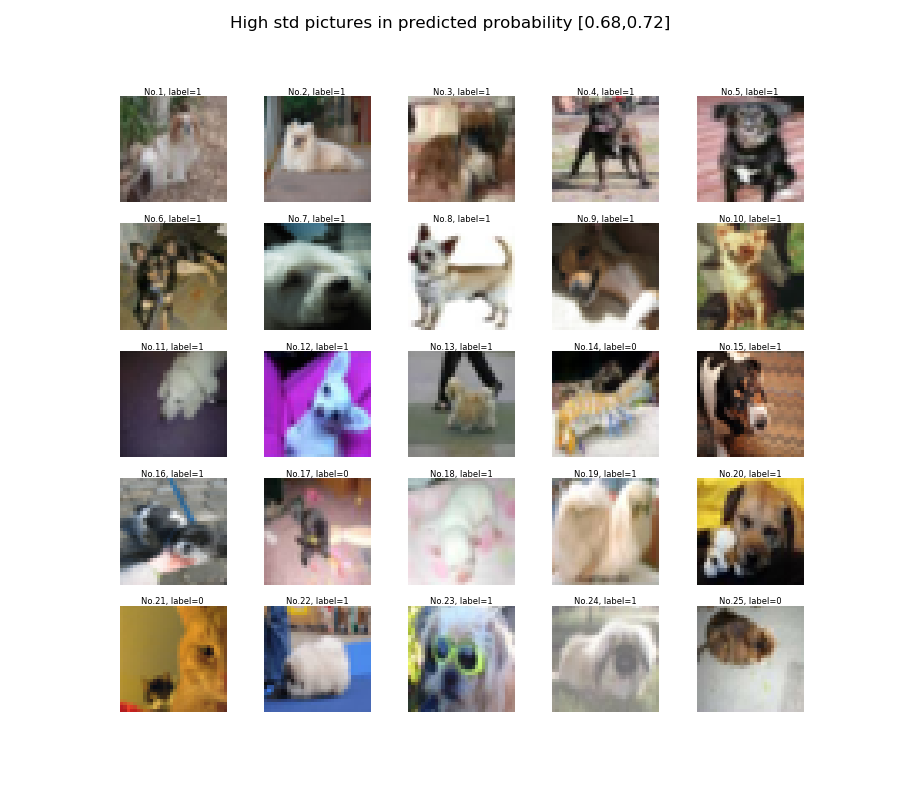 High std pictures in predicted probability [0.68,0.72]
No.1, label=1
No.2, label=1
No.3, label=1
No.4, label=1
No.5, label=1
No.6, label=1
No.7, label=1
No.8, label=1
No.9, label=1
No.10, label=1
No.11, label=1
No.12, label=1
No.13, label=1
No.14, label=0
No.15, label=1
No.16, label=1
No.17, label=0
No.18, label=1
No.19, label=1
No.20, label=1
No.21, label=0
No.22, label=1
No.23, label=1
No.24, label=1
No.25, label=0